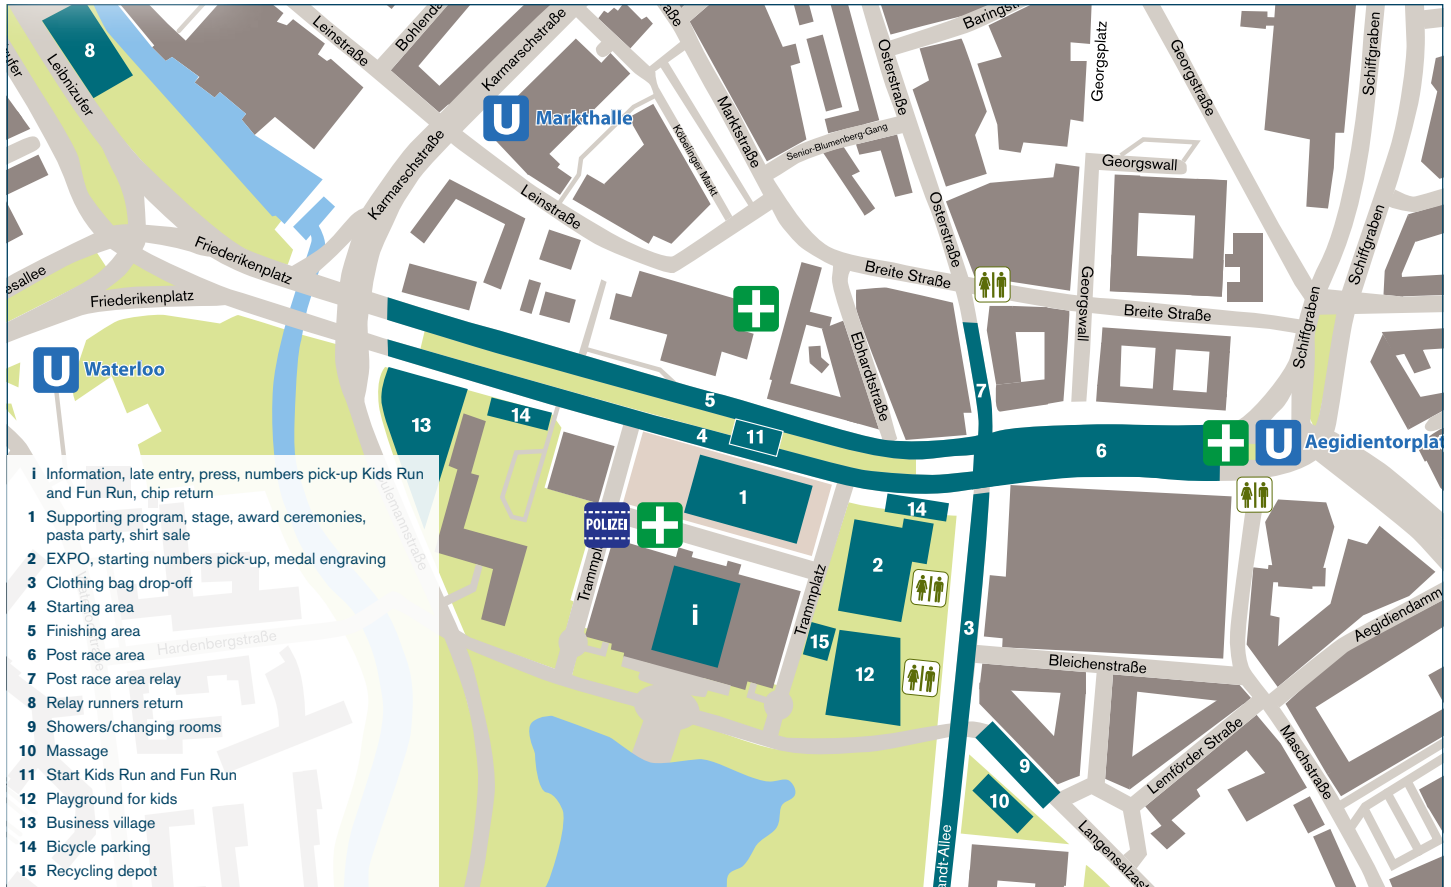 8
Leibnizufer
Leinstraße
Karmarschstraße
Osterstraße
Georgsplatz
Georgstraße
Schiffgraben
U Markthalle
Marktstraße
Köbelinger Markt
Senior-Blumenberg-Gang
Georgswall
Karmarschstraße
Leinstraße
Osterstraße
Schiffgraben
Friederikenplatz
Breite Straße
Georgswall
Breite Straße
Schiffgraben
Friederikenplatz
U Waterloo
Ebhardtstraße
5
7
13
14
4
11
6
U Aegidientorplat
1
14
POLIZEI
2
Trammpl
Trammplatz
i
15
12
3
Bleichenstraße
Aegidiendamm
Hardenbergstraße
Lemförder Straße
Maschstraße
9
10
Langensalzast
andt-Allee
i Information, late entry, press, numbers pick-up Kids Run
and Fun Run, chip return
1 Supporting program, stage, award ceremonies,
pasta party, shirt sale
2 EXPO, starting numbers pick-up, medal engraving
3 Clothing bag drop-off
4 Starting area
5 Finishing area
6 Post race area
7 Post race area relay
8 Relay runners return
9 Showers/changing rooms
10 Massage
11 Start Kids Run and Fun Run
12 Playground for kids
13 Business village
14 Bicycle parking
15 Recycling depot